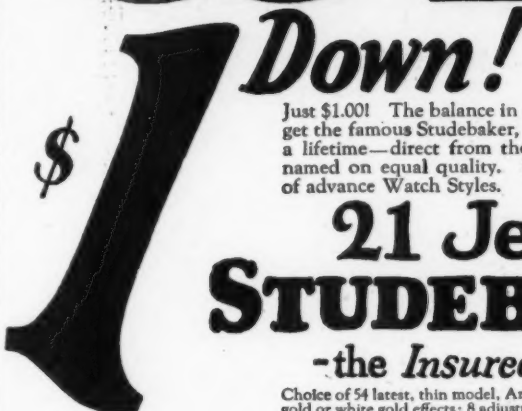 $1 Down!
Just $1.00! The balance in
get the famous Studebaker,
a lifetime—direct from the
named on equal quality.
of advance Watch Styles.
21 Je
STUDEB
-the Insured
Choice of 54 latest, thin model, A
gold or white gold effects; 8 adjust